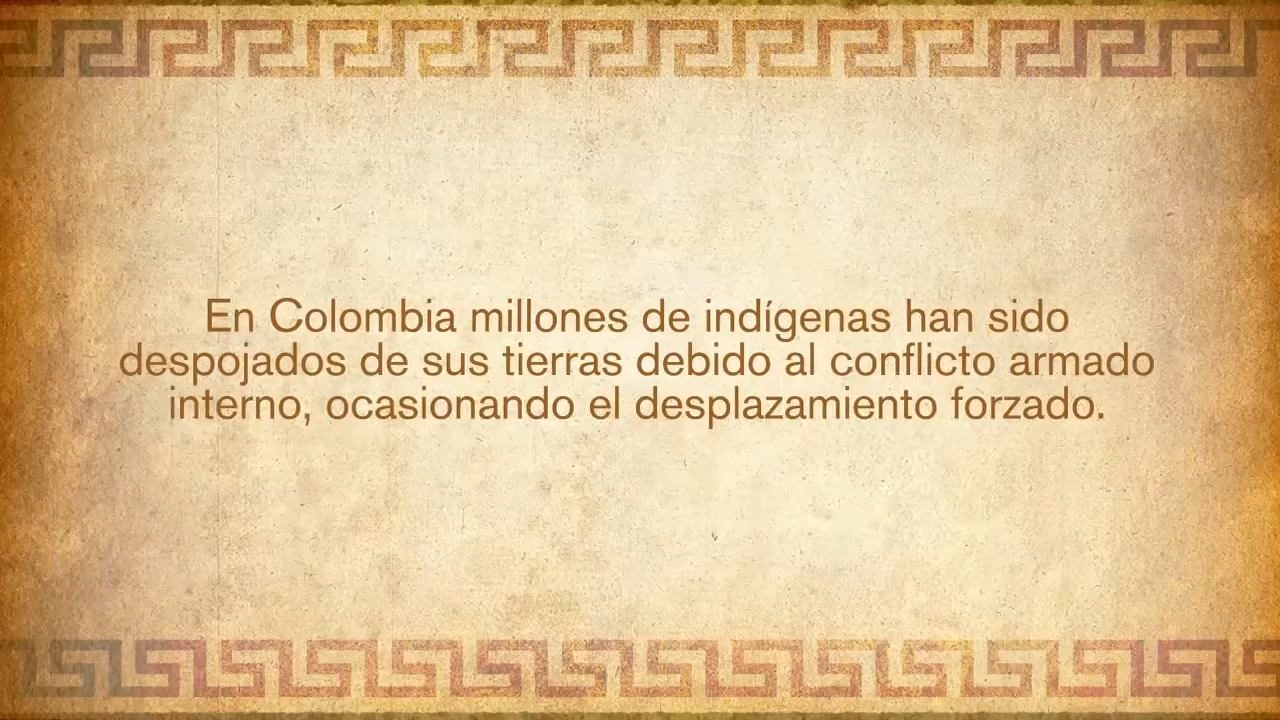 En Colombia millones de indígenas han sido
despojados de sus tierras debido al conflicto armado
interno, ocasionando el desplazamiento forzado.